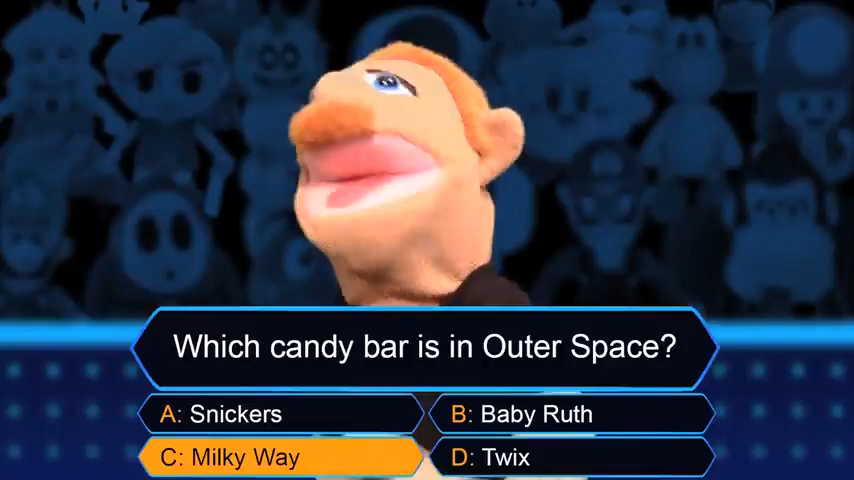 Which candy bar is in Outer Space?
A: Snickers
B: Baby Ruth
C: Milky Way
D: Twix